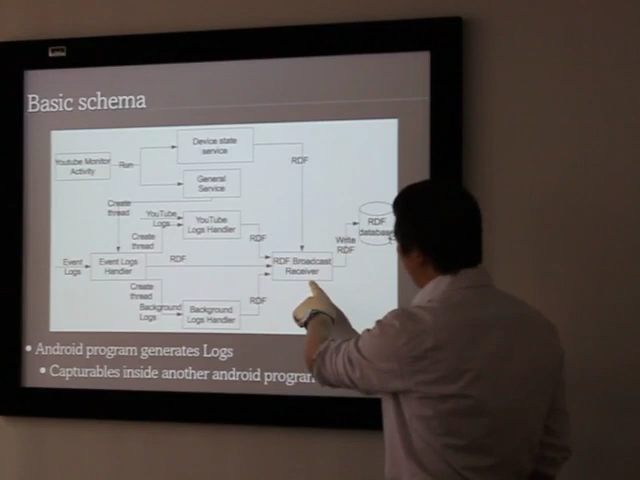 Basic schema
Device state
service
Youtube Monitor
Activity
Run
RDF
General
Service
Create
thread
YouTube
Logs
YouTube
Logs Handler
RDF
database
Create
thread
RDF
Write
RDF
Event
Logs
Event Logs
Handler
RDF
RDF Broadcast
Receiver
Create
thread
Background
Logs
Background
Logs Handler
RDF
• Android program generates Logs
• Capturables inside another android program